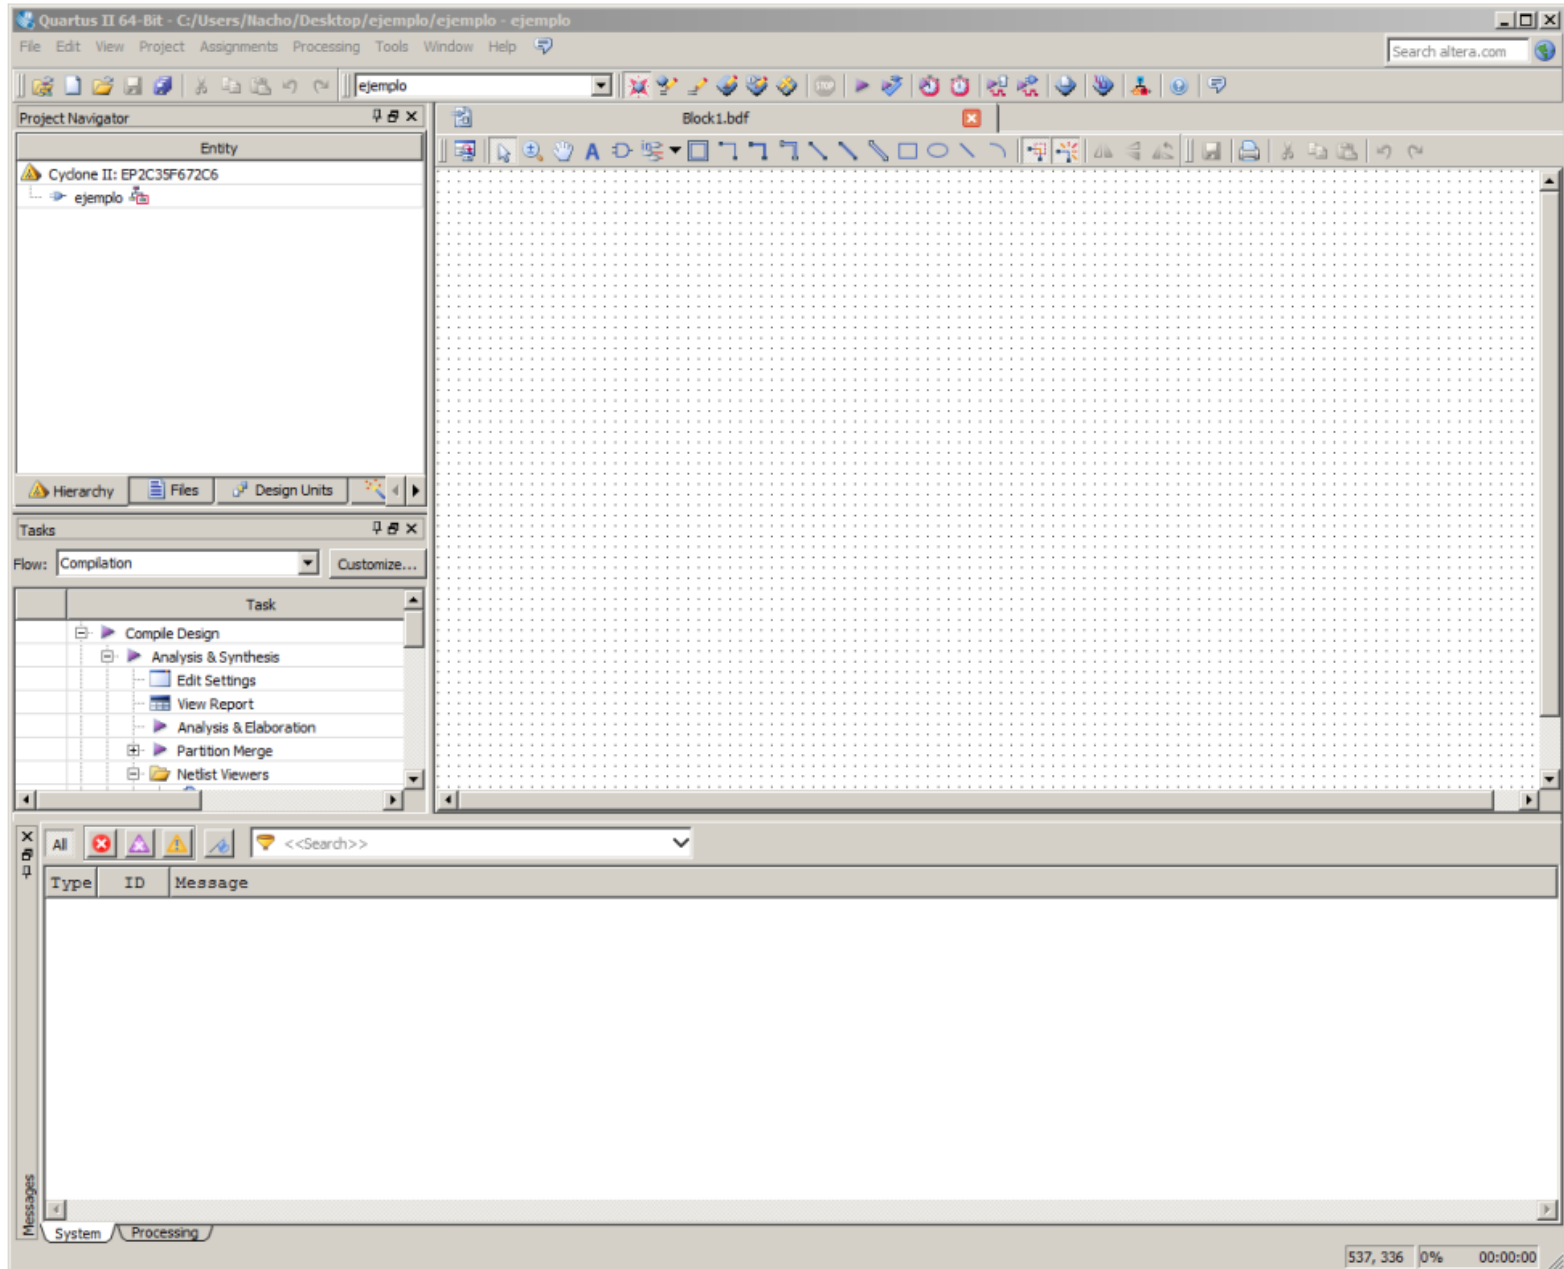 Quartus II 64-Bit - C:/Users/Nacho/Desktop/ejemplo/ejemplo - ejemplo
File Edit View Project Assignments Processing Tools Window Help
Search altera.com
ejemplo
Project Navigator
Block1.bdf
Entity
Cyclone II: EP2C35F672C6
ejemplo
Hierarchy Files Design Units
Tasks
Flow: Compilation Customize...
Task
Compile Design
Analysis & Synthesis
Edit Settings
View Report
Analysis & Elaboration
Partition Merge
Netlist Viewers
All <<Search>>
Type ID Message
Messages
System Processing
537, 336 0% 00:00:00